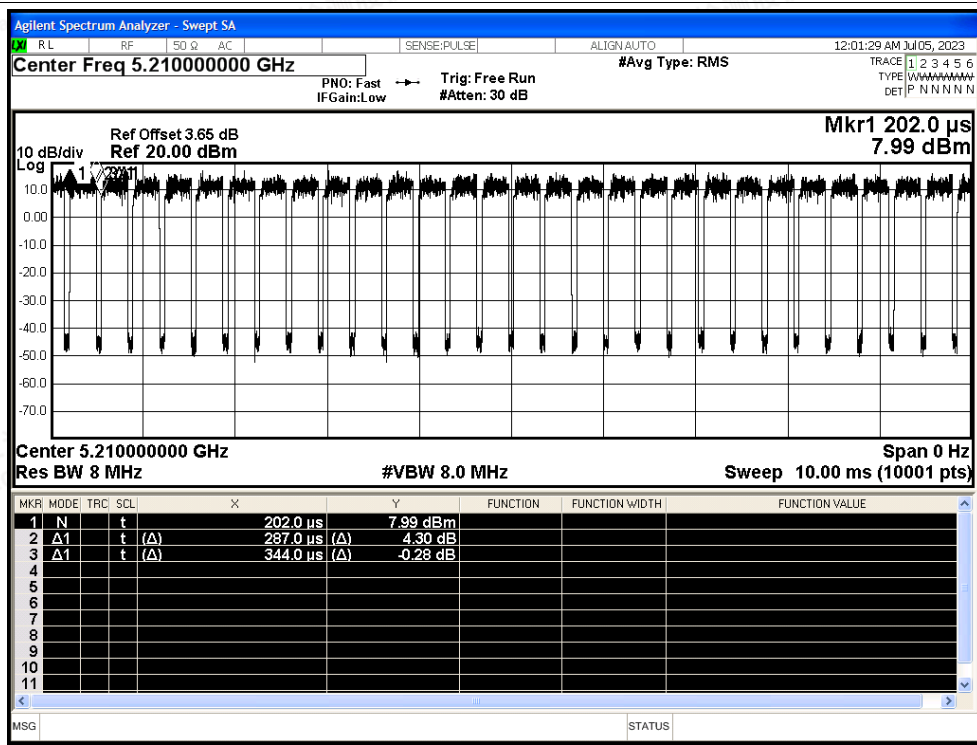 Agilent Spectrum Analyzer - Swept SA
LXI RL RF 50 Ω AC SENSE:PULSE ALIGN AUTO 12:01:29 AM Jul 05, 2023
Center Freq 5.210000000 GHz #Avg Type: RMS TRACE 1 2 3 4 5 6
PNO: Fast Trig: Free Run TYPE
IFGain:Low #Atten: 30 dB DET P N N N N N
Mkr1 202.0 µs
Ref Offset 3.65 dB
10 dB/div Ref 20.00 dBm 7.99 dBm
Log
1
10.0
0.00
-10.0
-20.0
-30.0
-40.0
-50.0
-60.0
-70.0
Center 5.210000000 GHz Span 0 Hz
Res BW 8 MHz #VBW 8.0 MHz Sweep 10.00 ms (10001 pts)
MKR MODE TRC SCL X Y FUNCTION FUNCTION WIDTH FUNCTION VALUE
1 N t 202.0 µs 7.99 dBm
2 Δ1 t (Δ) 287.0 µs (Δ) 4.30 dB
3 Δ1 t (Δ) 344.0 µs (Δ) -0.28 dB
4
5
6
7
8
9
10
11
MSG STATUS